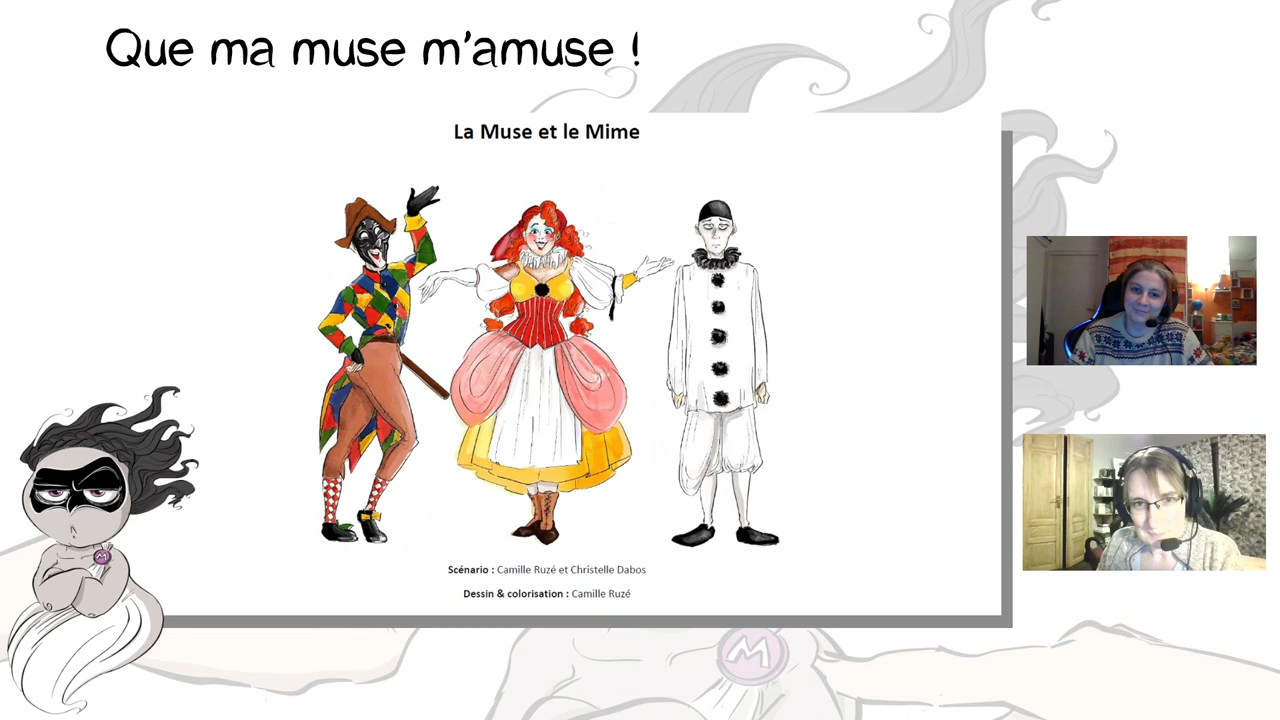 Que ma muse m'amuse !
La Muse et le Mime
Scénario : Camille Ruzé et Christelle Dabos
Dessin & colorisation : Camille Ruzé
M
M